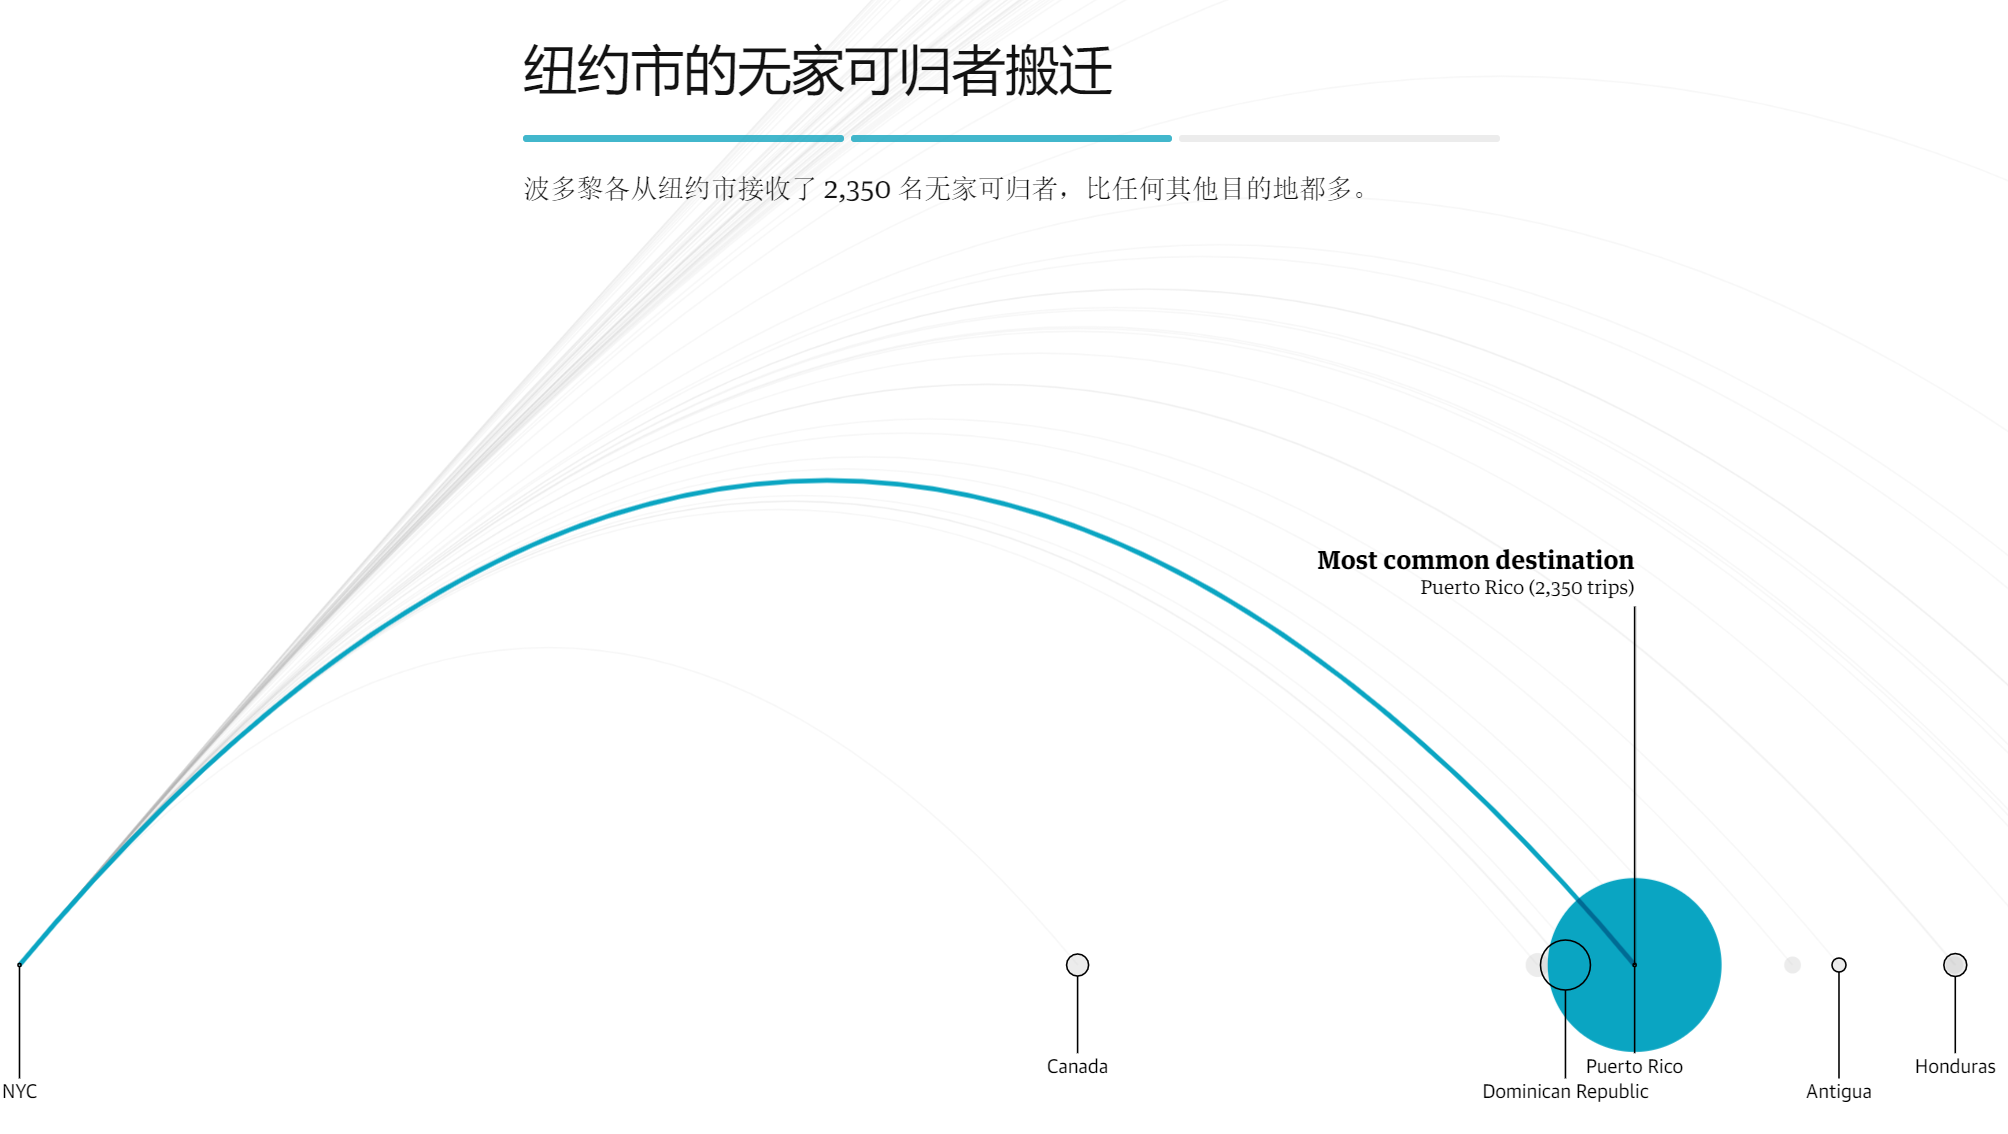 纽约市的无家可归者搬迁
波多黎各从纽约市接收了 2,350 名无家可归者，比任何其他目的地都多。
Most common destination
Puerto Rico (2,350 trips)
Canada
Puerto Rico
Honduras
NYC
Dominican Republic
Antigua